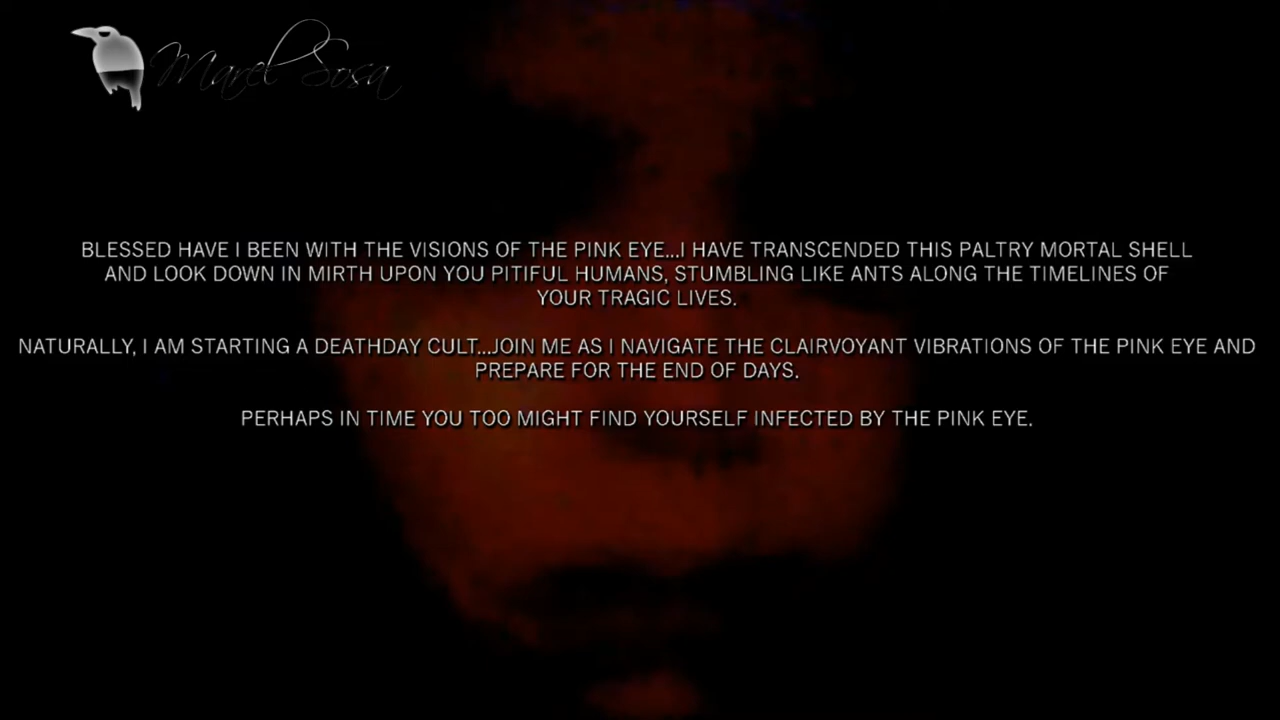 Marel Sosa
BLESSED HAVE I BEEN WITH THE VISIONS OF THE PINK EYE...I HAVE TRANSCENDED THIS PALTRY MORTAL SHELL
AND LOOK DOWN IN MIRTH UPON YOU PITIFUL HUMANS, STUMBLING LIKE ANTS ALONG THE TIMELINES OF
YOUR TRAGIC LIVES.
NATURALLY, I AM STARTING A DEATHDAY CULT...JOIN ME AS I NAVIGATE THE CLAIRVOYANT VIBRATIONS OF THE PINK EYE AND
PREPARE FOR THE END OF DAYS.
PERHAPS IN TIME YOU TOO MIGHT FIND YOURSELF INFECTED BY THE PINK EYE.